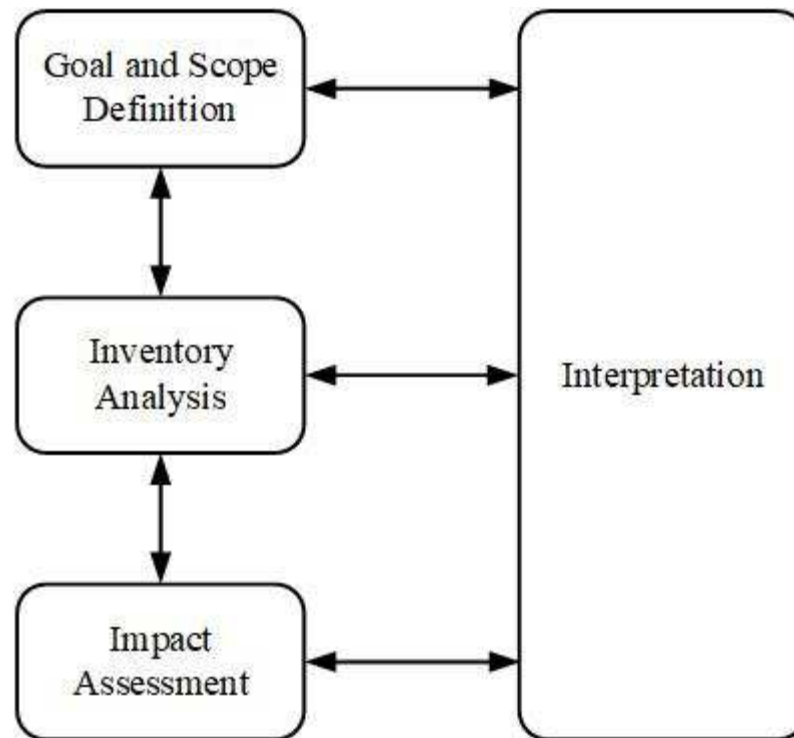 Goal and Scope
Definition
Inventory
Analysis
Interpretation
Impact
Assessment